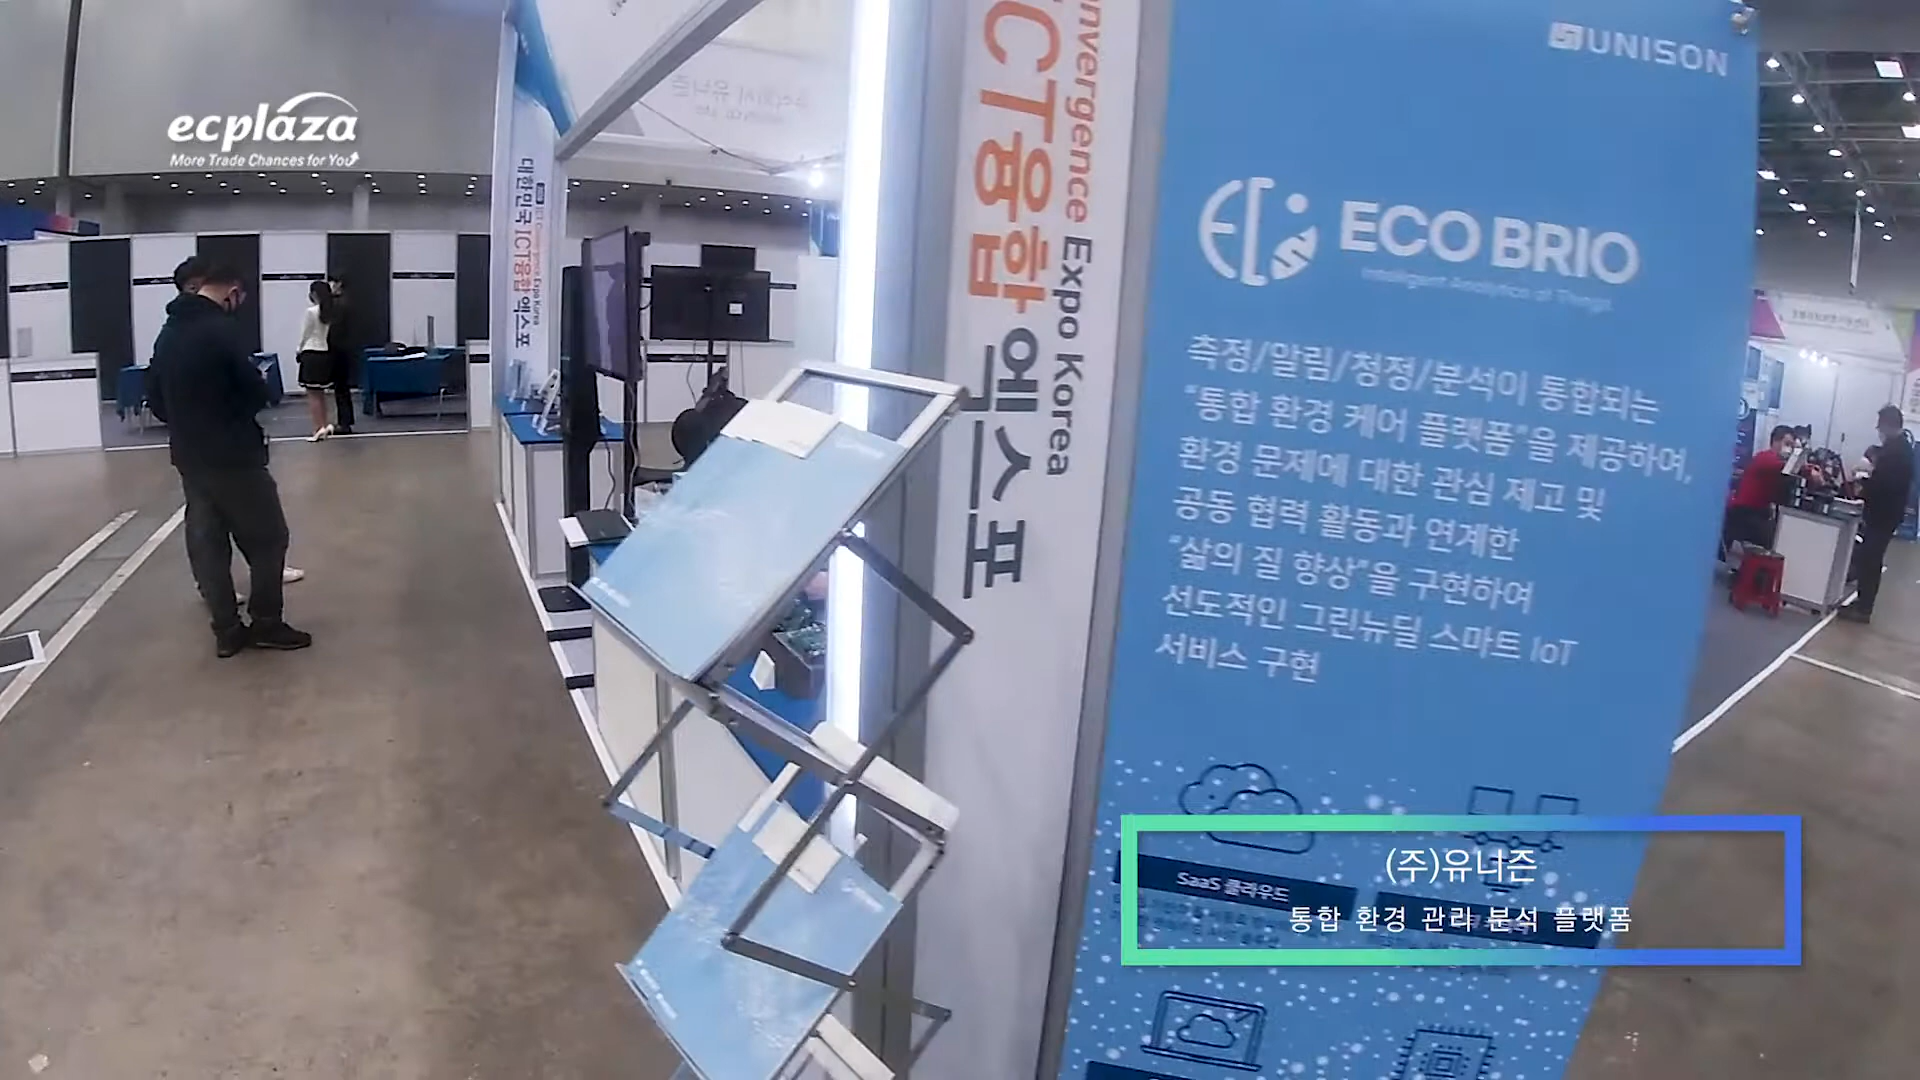 ecplaza
More Trade Chances for You
대한민국 ICT융합 엑스포
ICT Convergence Expo Korea
ICT융합 엑스포
Convergence Expo Korea
UNISON
ECO BRIO
Intelligent Analytics of Things
측정/알림/청정/분석이 통합되는
“통합 환경 케어 플랫폼”을 제공하여,
환경 문제에 대한 관심 제고 및
공동 협력 활동과 연계한
“삶의 질 향상”을 구현하여
선도적인 그린뉴딜 스마트 IoT
서비스 구현
SaaS 클라우드
(주)유니즌
통합 환경 관리 분석 플랫폼